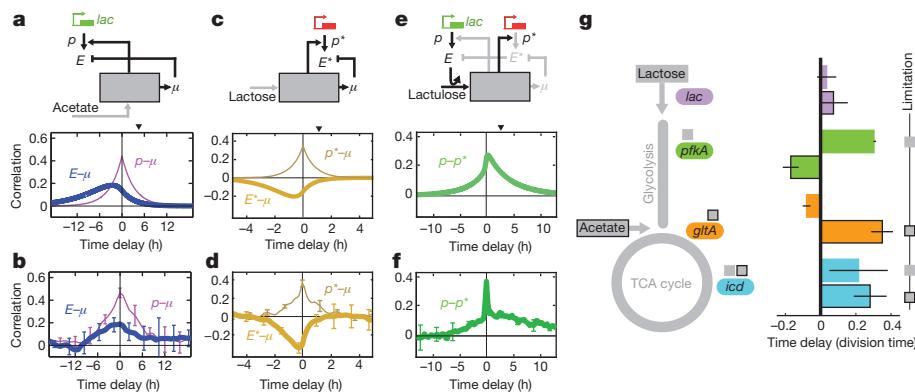 a
lac
p
E
μ
Acetate
c
p*
E*
μ
Lactose
e
lac
p
p*
E
E*
μ
Lactulose
g
Lactose
lac
Glycolysis
pfkA
Acetate
gltA
TCA cycle
icd
Limitation
−0.2 0 0.2 0.4 0.6
Time delay (division time)
Correlation
0.6
0.4
0.2
0
E–μ
p–μ
−12 −6 0 6 12
Time delay (h)
0.4
0.2
0
−0.2
p*–μ
E*–μ
−4 −2 0 2 4
Time delay (h)
0.4
0.2
0
p–p*
−10 −5 0 5 10
Time delay (h)
b
Correlation
0.6
0.4
0.2
0
E–μ
p–μ
−12 −6 0 6 12
Time delay (h)
d
0.4
0.2
0
−0.2
p*–μ
E*–μ
−4 −2 0 2 4
Time delay (h)
f
0.4
0.2
0
p–p*
−10 −5 0 5 10
Time delay (h)